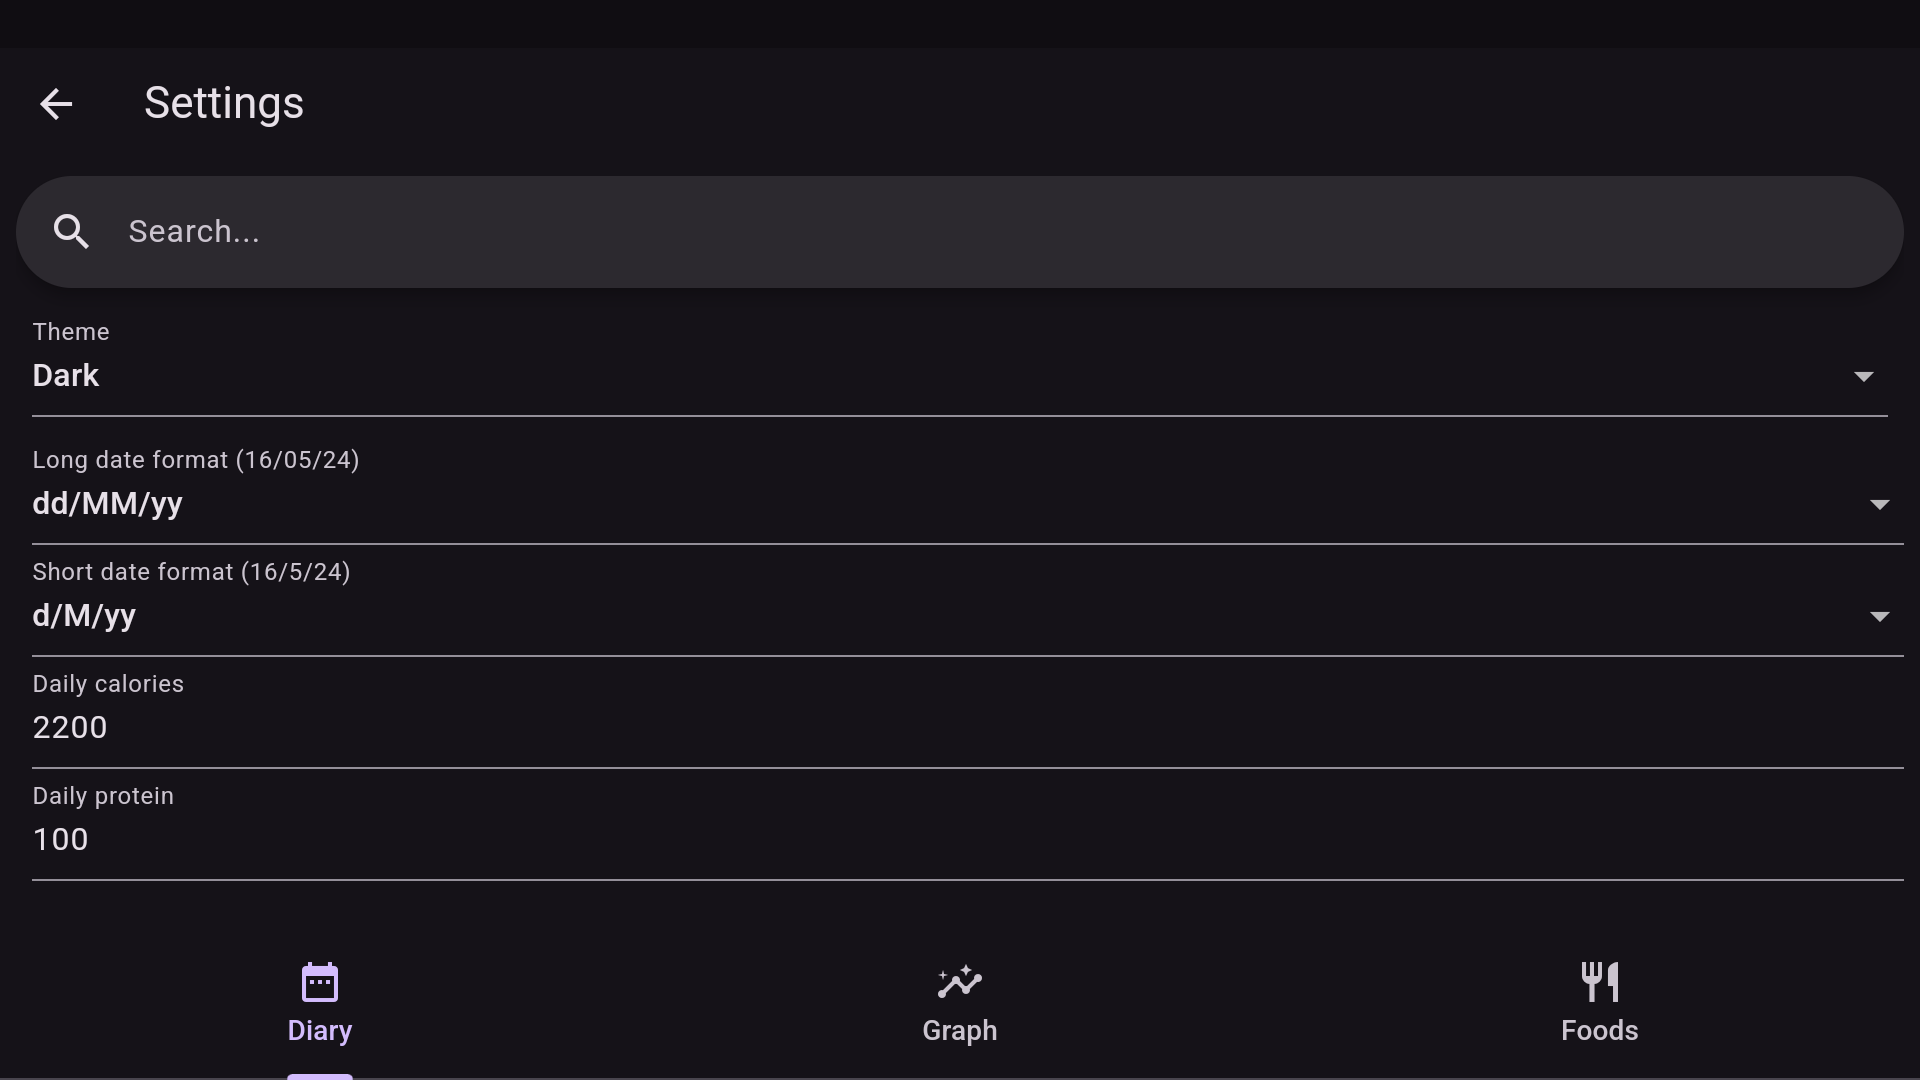 Settings
Search...
Theme
Dark
Long date format (16/05/24)
dd/MM/yy
Short date format (16/5/24)
d/M/yy
Daily calories
2200
Daily protein
100
Diary
Graph
Foods